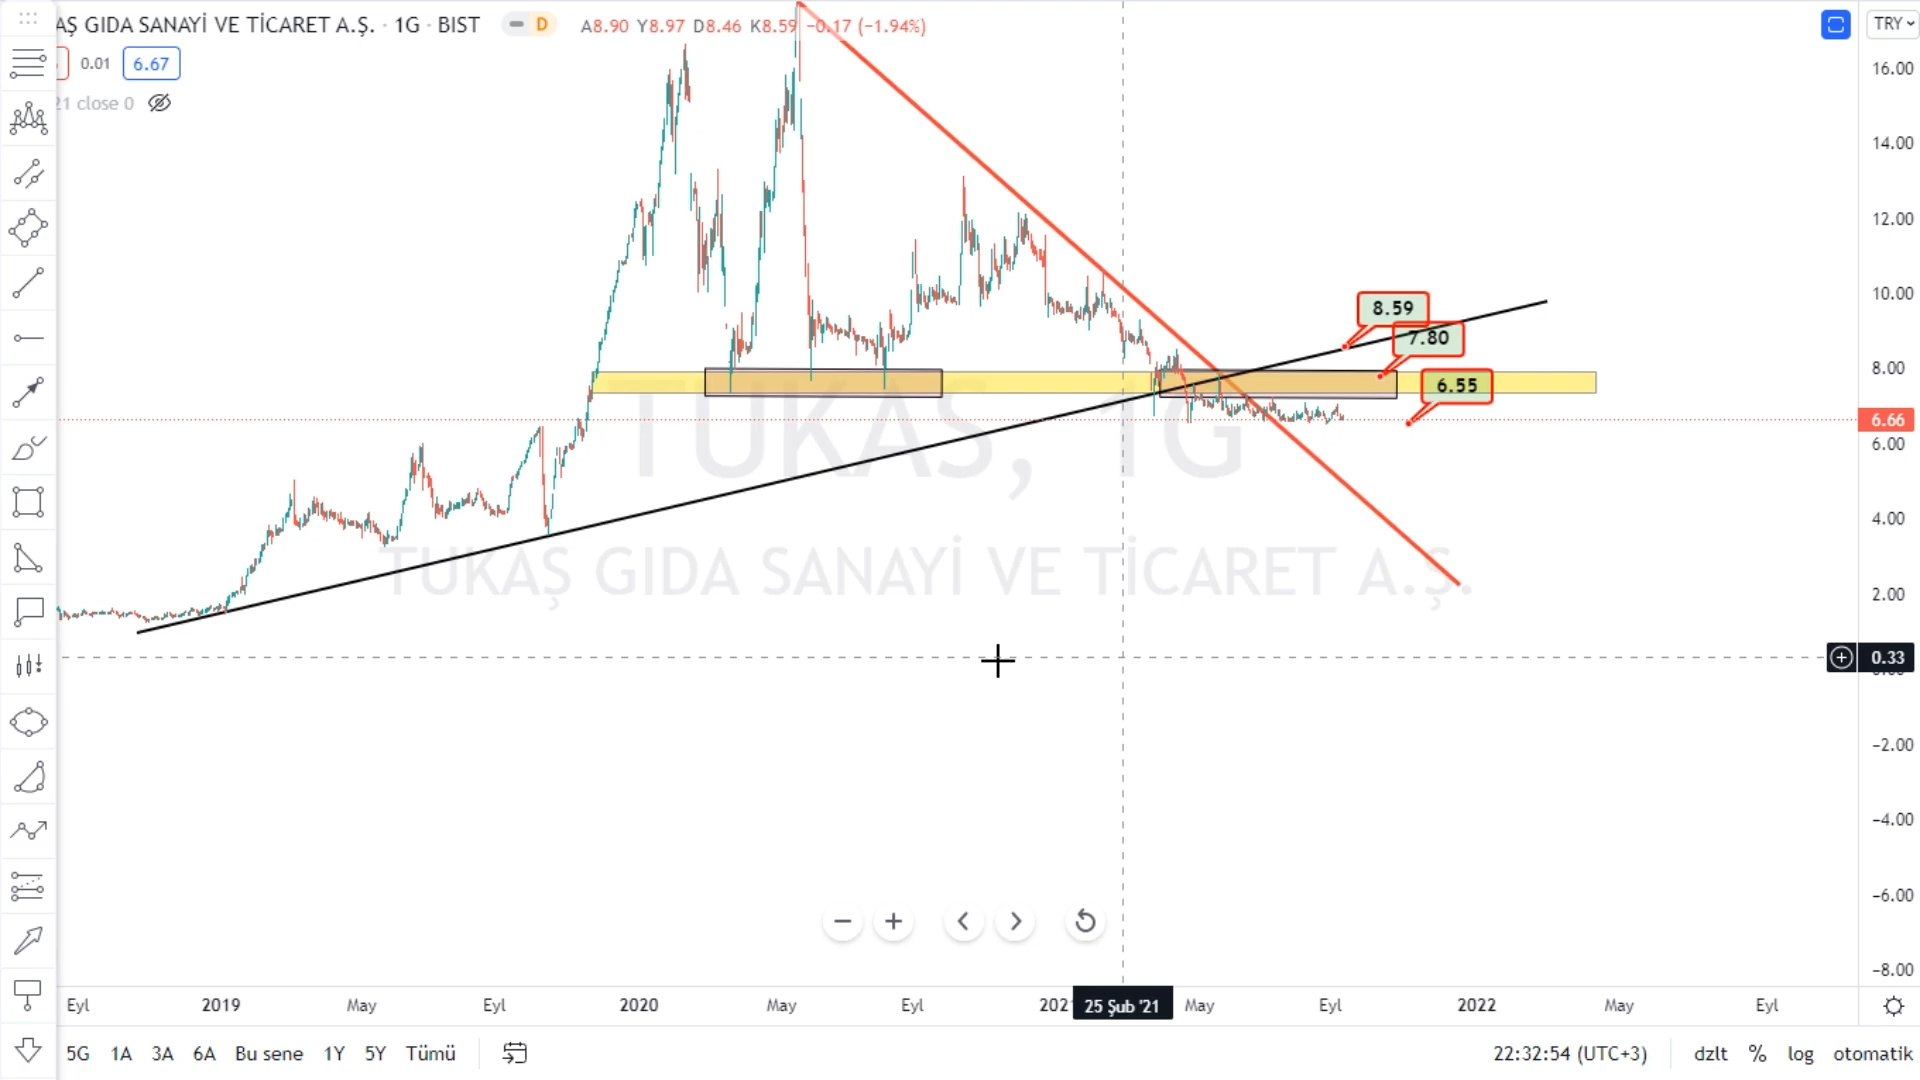 AŞ GIDA SANAYİ VE TİCARET A.Ş. · 1G · BIST D A8.90 Y8.97 D8.46 K8.59 −0.17 (−1.94%)
TRY
0.01 6.67
21 close 0
16.00
14.00
12.00
10.00
8.00
6.66
6.00
4.00
2.00
0.33
−2.00
−4.00
−6.00
−8.00
8.59
7.80
6.55
TUKAS, 1G
TUKAŞ GIDA SANAYİ VE TİCARET A.Ş.
Eyl 2019 May Eyl 2020 May Eyl 2021 25 Şub '21 May Eyl 2022 May Eyl
5G 1A 3A 6A Bu sene 1Y 5Y Tümü 22:32:54 (UTC+3) dzlt % log otomatik